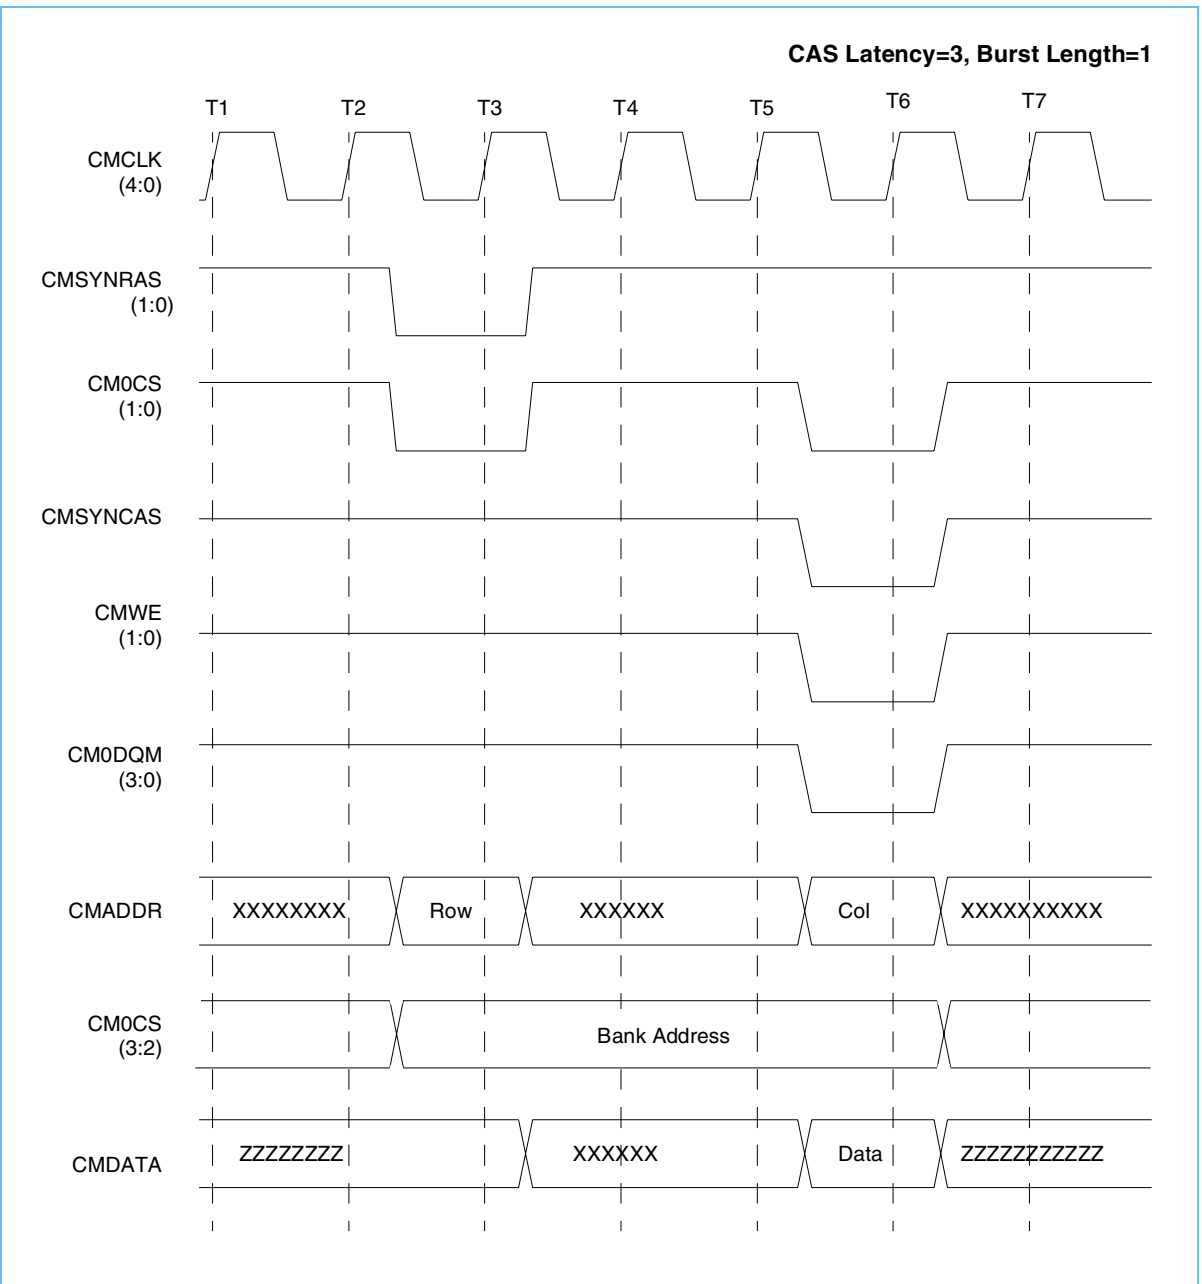 CAS Latency=3, Burst Length=1
T1 T2 T3 T4 T5 T6 T7
CMCLK
(4:0)
CMSYNRAS
(1:0)
CM0CS
(1:0)
CMSYNCAS
CMWE
(1:0)
CM0DQM
(3:0)
CMADDR XXXXXXXX Row XXXXXX Col XXXXXXXXXX
CM0CS
(3:2)
Bank Address
CMDATA ZZZZZZZZ XXXXXX Data ZZZZZZZZZZZ